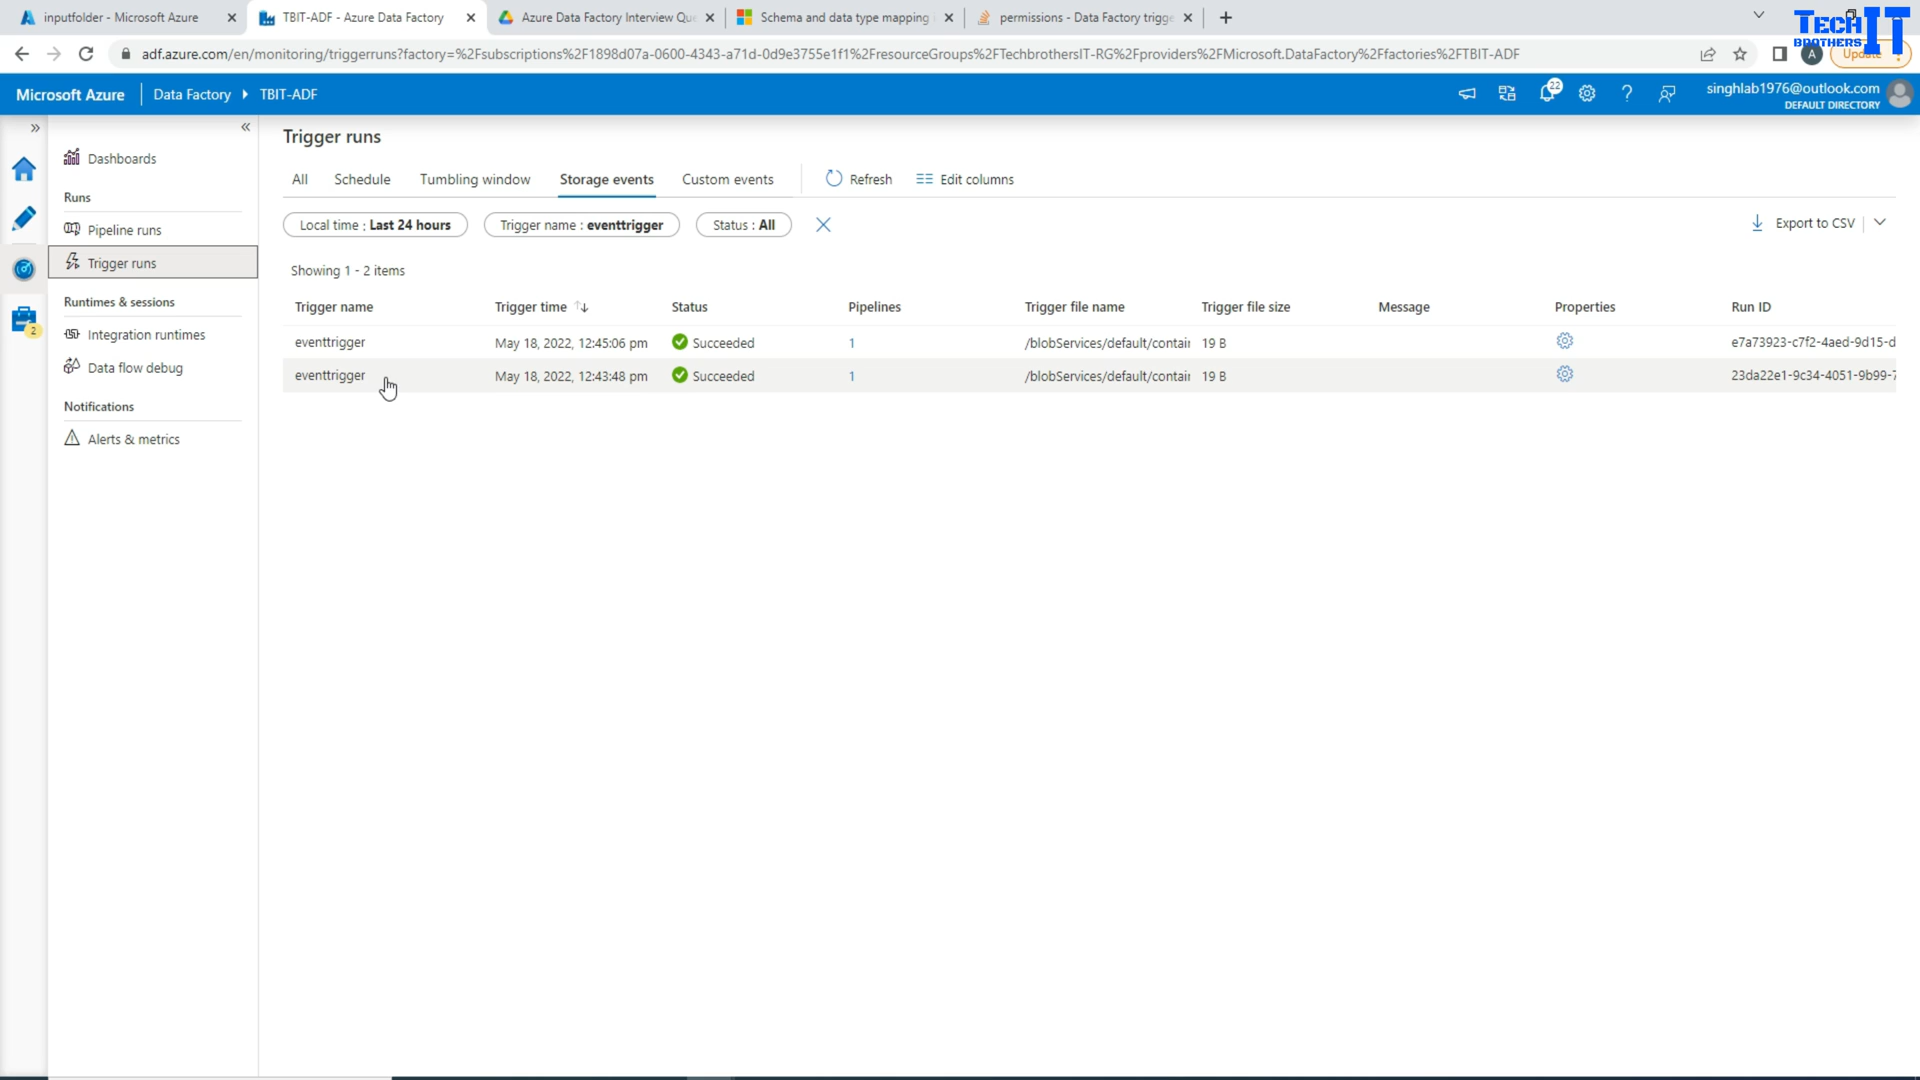 inputfolder - Microsoft Azure
TBIT-ADF - Azure Data Factory
Azure Data Factory Interview Que
Schema and data type mapping
permissions - Data Factory trigge
TECH IT
BROTHERS
adf.azure.com/en/monitoring/triggerruns?factory=%2Fsubscriptions%2F1898d07a-0600-4343-a71d-0d9e3755e1f1%2FresourceGroups%2FTechbrothersIT-RG%2Fproviders%2FMicrosoft.DataFactory%2Ffactories%2FTBIT-ADF
A
Update
Microsoft Azure
Data Factory
TBIT-ADF
22
singhlab1976@outlook.com
DEFAULT DIRECTORY
Dashboards
Runs
Pipeline runs
Trigger runs
Runtimes & sessions
2
Integration runtimes
Data flow debug
Notifications
Alerts & metrics
Trigger runs
All Schedule Tumbling window Storage events Custom events Refresh Edit columns
Local time : Last 24 hours Trigger name : eventtrigger Status : All Export to CSV
Showing 1 - 2 items
Trigger name Trigger time Status Pipelines Trigger file name Trigger file size Message Properties Run ID
eventtrigger May 18, 2022, 12:45:06 pm Succeeded 1 /blobServices/default/contain 19 B e7a73923-c7f2-4aed-9d15-d
eventtrigger May 18, 2022, 12:43:48 pm Succeeded 1 /blobServices/default/contain 19 B 23da22e1-9c34-4051-9b99-7